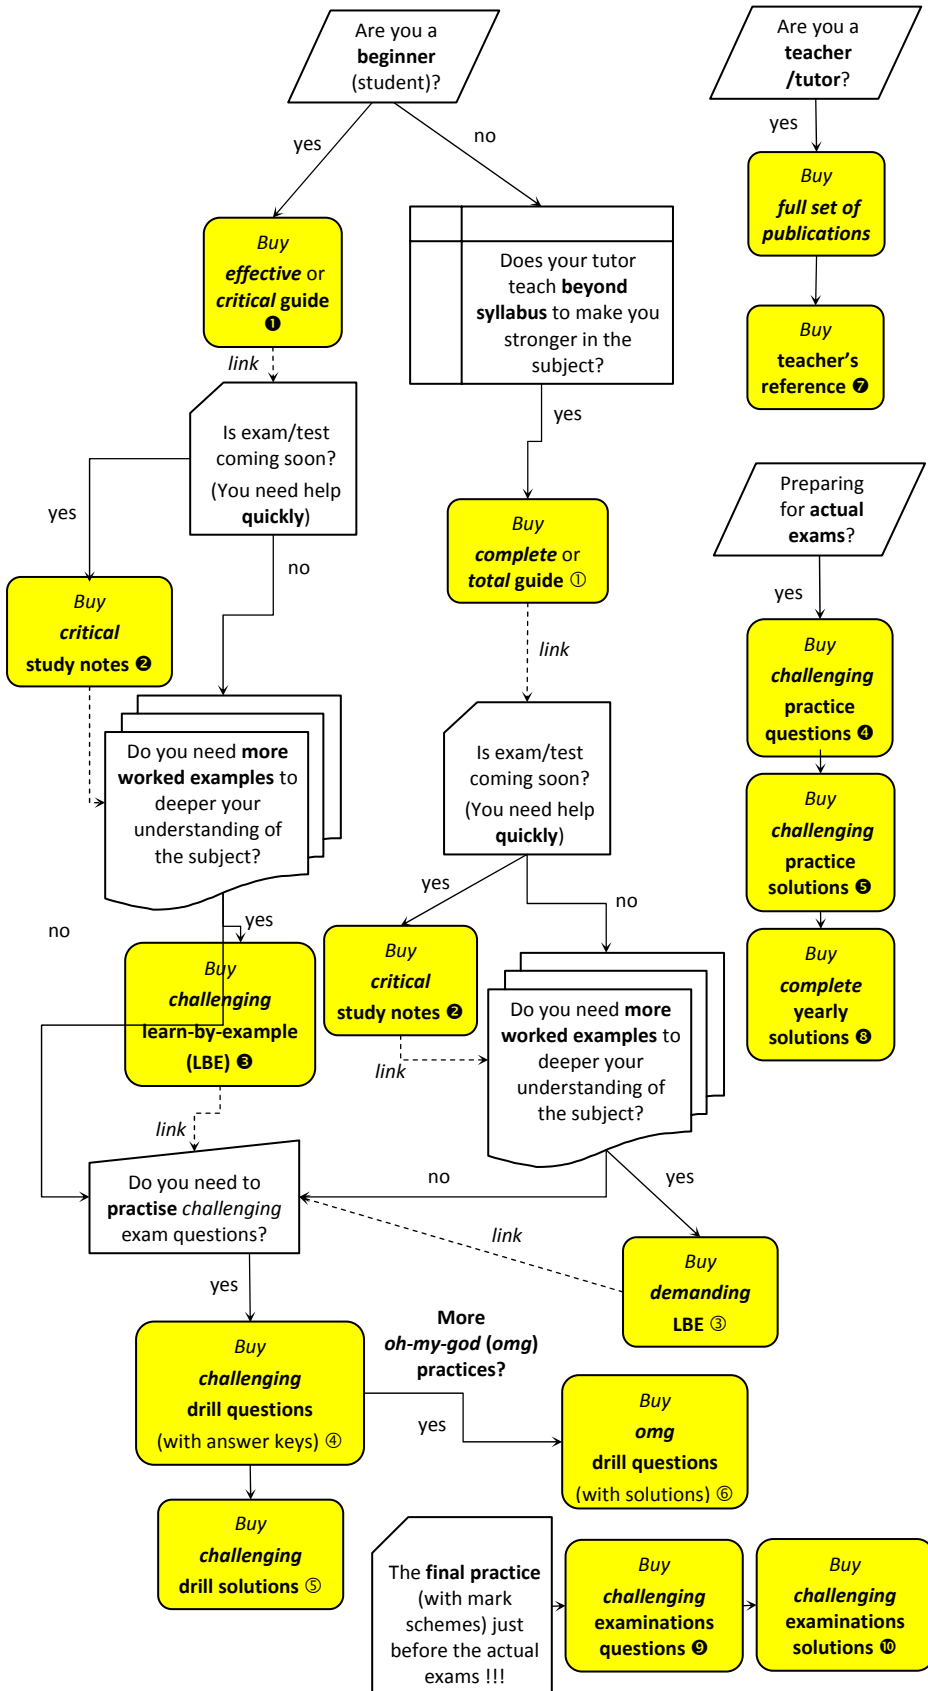 Are you a
beginner
(student)?
yes
no
Buy
effective or
critical guide
❶
link
Is exam/test
coming soon?
(You need help
quickly)
yes
no
Buy
critical
study notes ❷
Do you need more
worked examples to
deeper your
understanding of
the subject?
no
yes
Buy
challenging
learn-by-example
(LBE) ❸
link
Do you need to
practise challenging
exam questions?
yes
Buy
challenging
drill questions
(with answer keys) ④
Buy
challenging
drill solutions ⑤
More
oh-my-god (omg)
practices?
yes
Buy
omg
drill questions
(with solutions) ⑥
Does your tutor
teach beyond
syllabus to make you
stronger in the
subject?
yes
Buy
complete or
total guide ①
link
Is exam/test
coming soon?
(You need help
quickly)
yes
no
Buy
critical
study notes ❷
link
Do you need more
worked examples to
deeper your
understanding of
the subject?
no
yes
Buy
demanding
LBE ③
link
Are you a
teacher
/tutor?
yes
Buy
full set of
publications
Buy
teacher's
reference ❼
Preparing
for actual
exams?
yes
Buy
challenging
practice
questions ❹
Buy
challenging
practice
solutions ❺
Buy
complete
yearly
solutions ❽
The final practice
(with mark
schemes) just
before the actual
exams !!!
Buy
challenging
examinations
questions ❾
Buy
challenging
examinations
solutions ❿